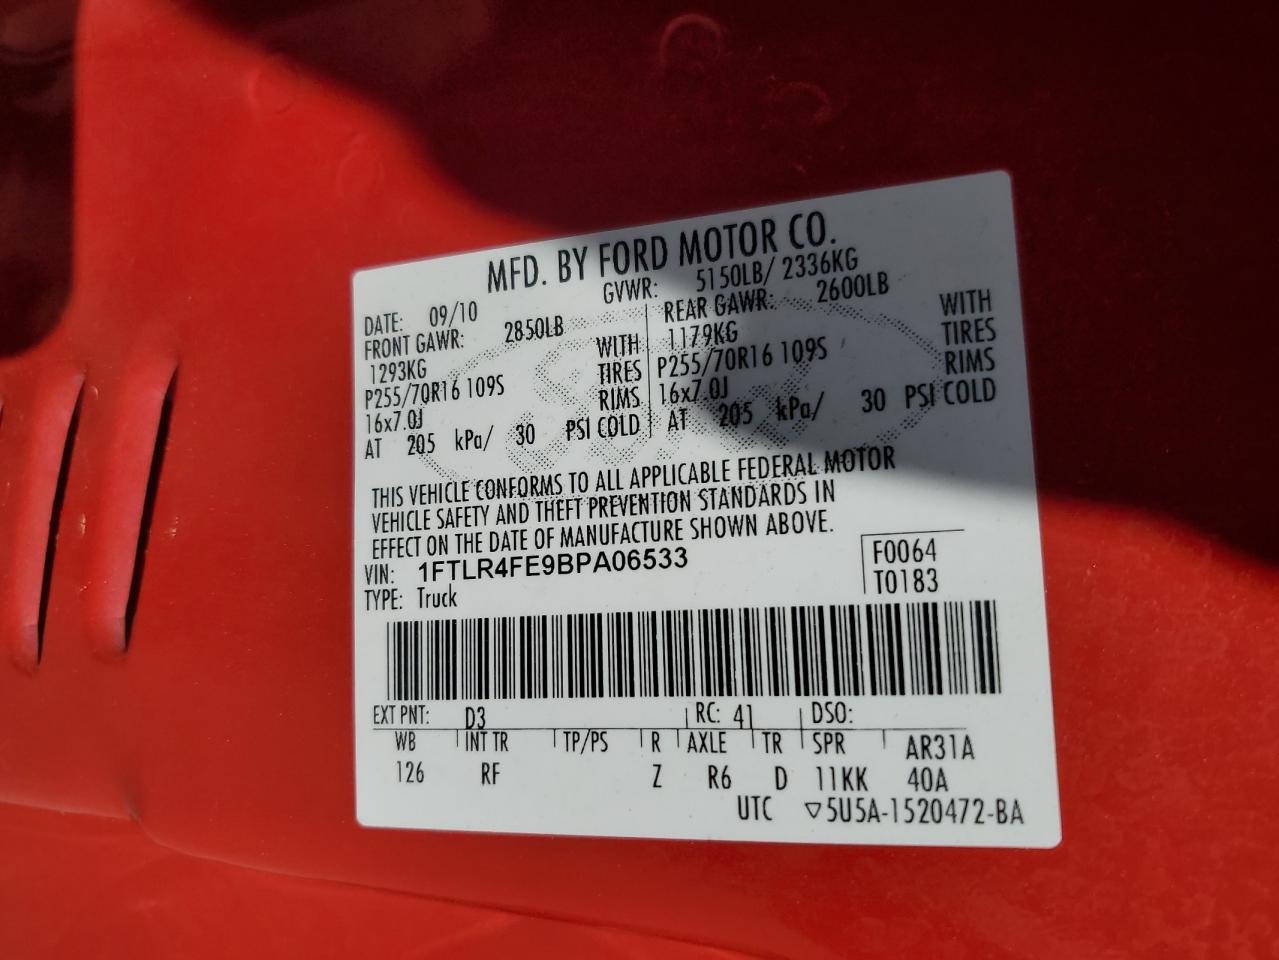 MFD. BY FORD MOTOR CO.
DATE: 09/10 GVWR: 5150LB/ 2336KG
FRONT GAWR: 2850LB REAR GAWR: 2600LB
1293KG WITH 1179KG WITH
P255/70R16 109S TIRES P255/70R16 109S TIRES
16x7.0J RIMS 16x7.0J RIMS
AT 205 kPa/ 30 PSI COLD AT 205 kPa/ 30 PSI COLD
THIS VEHICLE CONFORMS TO ALL APPLICABLE FEDERAL MOTOR
VEHICLE SAFETY AND THEFT PREVENTION STANDARDS IN
EFFECT ON THE DATE OF MANUFACTURE SHOWN ABOVE.
VIN: 1FTLR4FE9BPA06533 F0064
TYPE: Truck T0183
EXT PNT: D3 RC: 41 DSO:
WB INT TR TP/PS R AXLE TR SPR AR31A
126 RF Z R6 D 11KK 40A
UTC ▽5U5A-1520472-BA